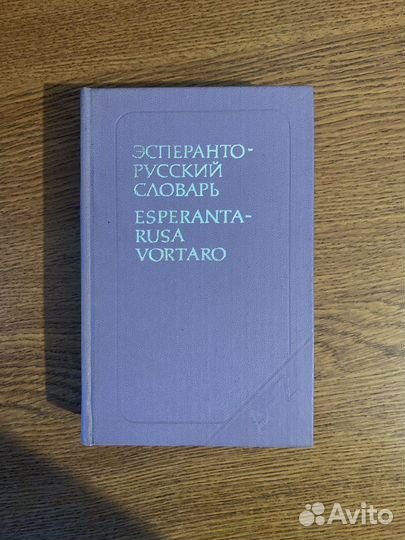 ЭСПЕРАНТО-
РУССКИЙ
СЛОВАРЬ
ESPERANTA-
RUSA
VORTARO
Avito